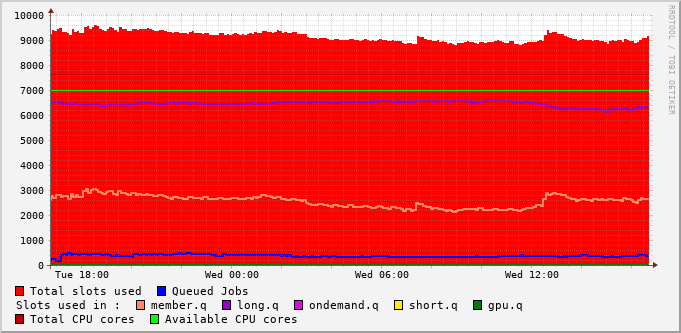 10000
9000
8000
7000
6000
5000
4000
3000
2000
1000
0
Tue 18:00 Wed 00:00 Wed 06:00 Wed 12:00
Total slots used Queued Jobs
Slots used in : member.q long.q ondemand.q short.q gpu.q
Total CPU cores Available CPU cores
RRDTOOL / TOBI OETIKER